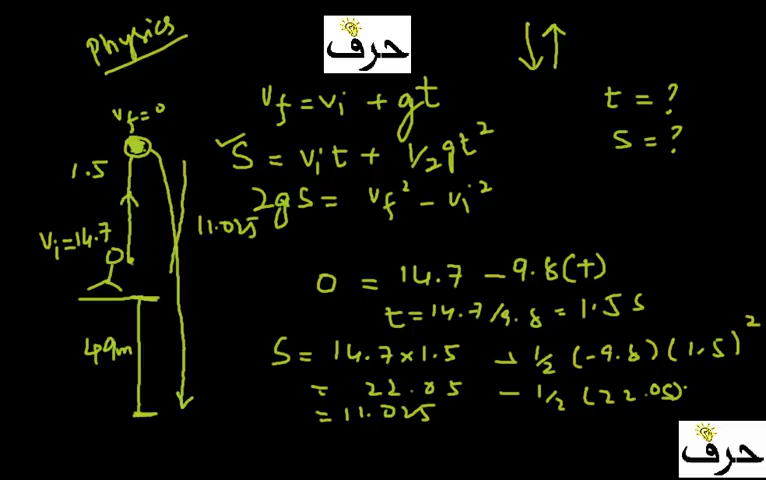 Physics
حرف
t = ?
s = ?
vf = 0
1.5
vi = 14.7
49m
11.025
vf = vi + gt
✓S = vit + 1/2gt²
2gS = vf² - vi²
0 = 14.7 - 9.8(t)
t = 14.7/9.8 = 1.5 s
S = 14.7 × 1.5 → 1/2 (-9.8)(1.5)²
= 22.05 - 1/2 (22.05)
= 11.025
حرف